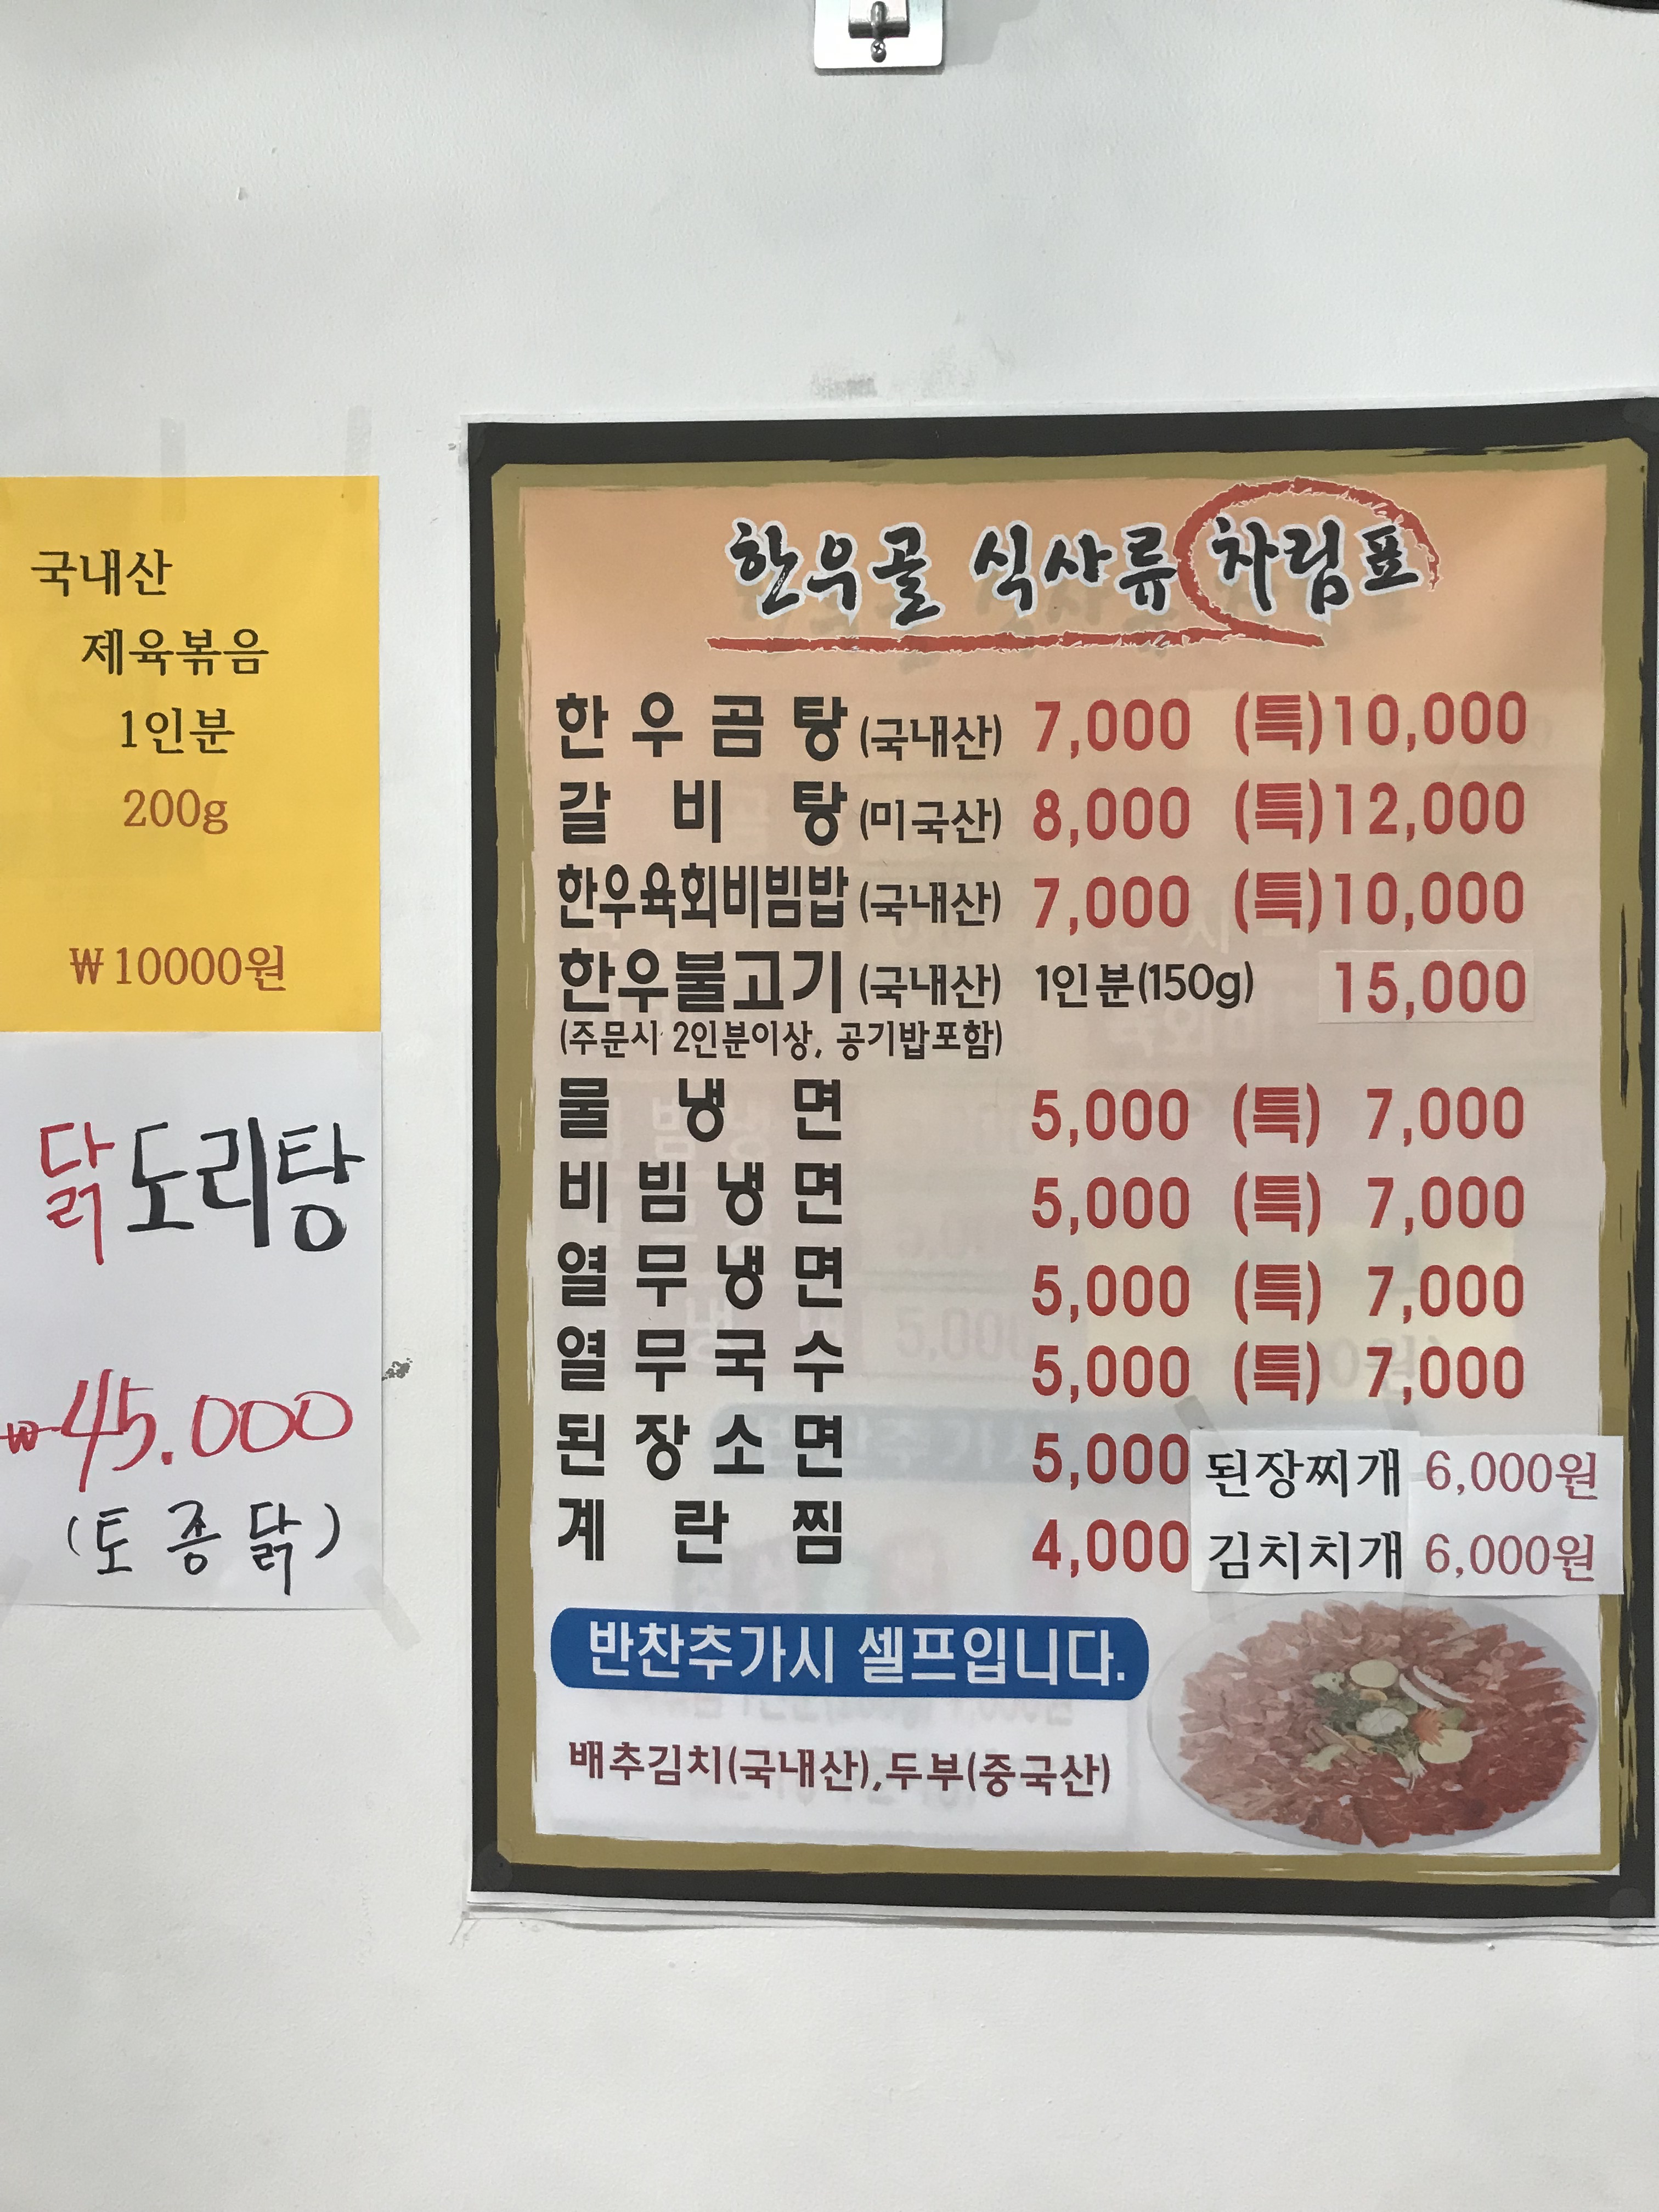 국내산
제육볶음
1인분
200g
₩10000원
닭도리탕
₩45.000
(토종닭)
한우골 식사류 차림표
한우곰탕(국내산) 7,000 (특)10,000
갈비탕(미국산) 8,000 (특)12,000
한우육회비빔밥(국내산) 7,000 (특)10,000
한우불고기(국내산) 1인분(150g) 15,000
(주문시 2인분이상, 공기밥포함)
물냉면 5,000 (특) 7,000
비빔냉면 5,000 (특) 7,000
열무냉면 5,000 (특) 7,000
열무국수 5,000 (특) 7,000
된장소면 5,000 된장찌개 6,000원
계란찜 4,000 김치치개 6,000원
반찬추가시 셀프입니다.
배추김치(국내산),두부(중국산)